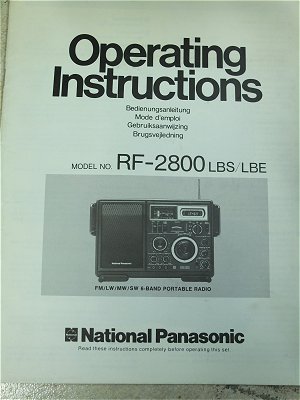 Operating
Instructions
Bedienungsanleitung
Mode d'emploi
Gebruiksaanwijzing
Brugsvejledning
MODEL NO. RF-2800 LBS/LBE
National Panasonic
FM/LW/MW/SW 6-BAND PORTABLE RADIO
National Panasonic
Read these instructions completely before operating this set.